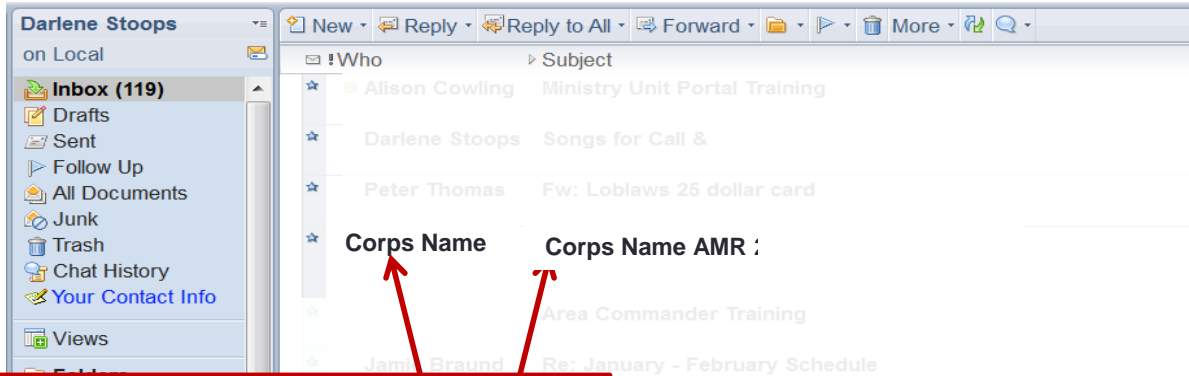 Darlene Stoops
on Local
Inbox (119)
Drafts
Sent
Follow Up
All Documents
Junk
Trash
Chat History
Your Contact Info
Views
New Reply Reply to All Forward More
! Who Subject
Alison Cowling Ministry Unit Portal Training
Darlene Stoops Songs for Call &
Peter Thomas Fw: Loblaws 25 dollar card
Corps Name Corps Name AMR
Area Commander Training
Jamie Braund Re: January - February Schedule